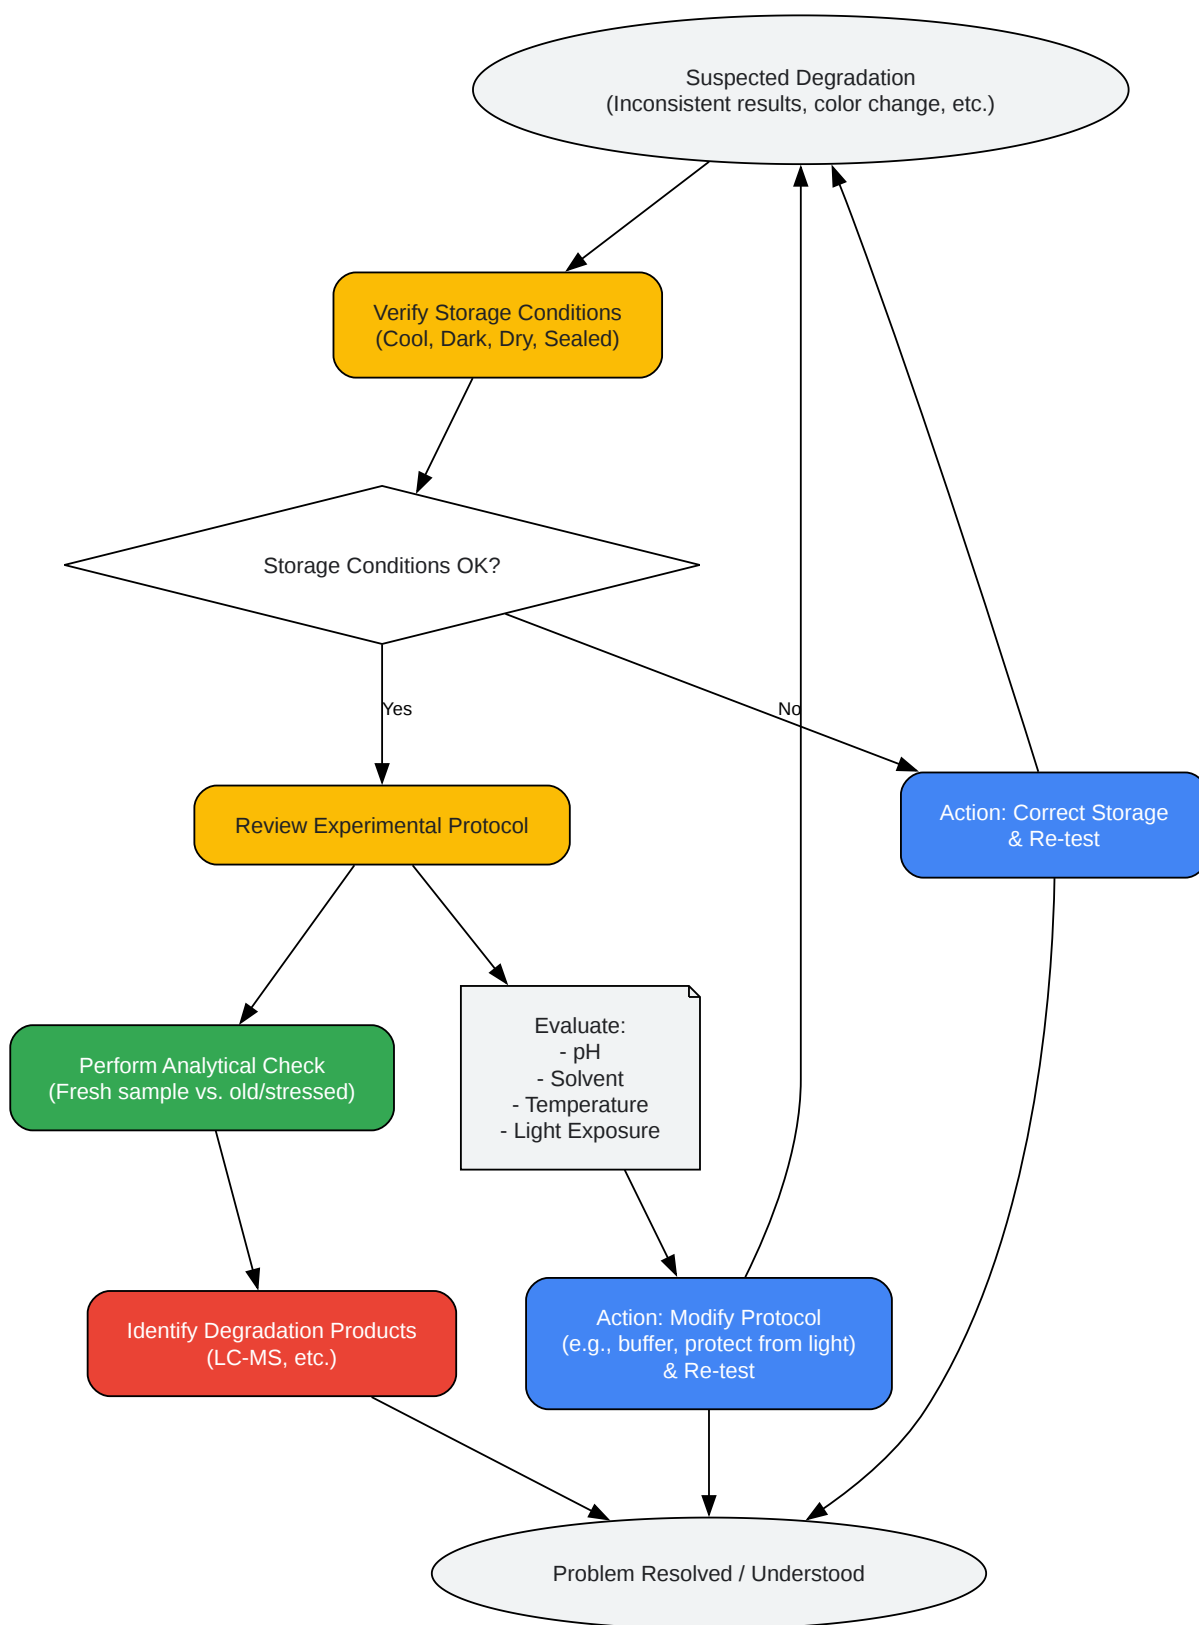 Suspected Degradation
(Inconsistent results, color change, etc.)
Verify Storage Conditions
(Cool, Dark, Dry, Sealed)
Storage Conditions OK?
Yes
No
Review Experimental Protocol
Action: Correct Storage
& Re-test
Perform Analytical Check
(Fresh sample vs. old/stressed)
Evaluate:
- pH
- Solvent
- Temperature
- Light Exposure
Identify Degradation Products
(LC-MS, etc.)
Action: Modify Protocol
(e.g., buffer, protect from light)
& Re-test
Problem Resolved / Understood